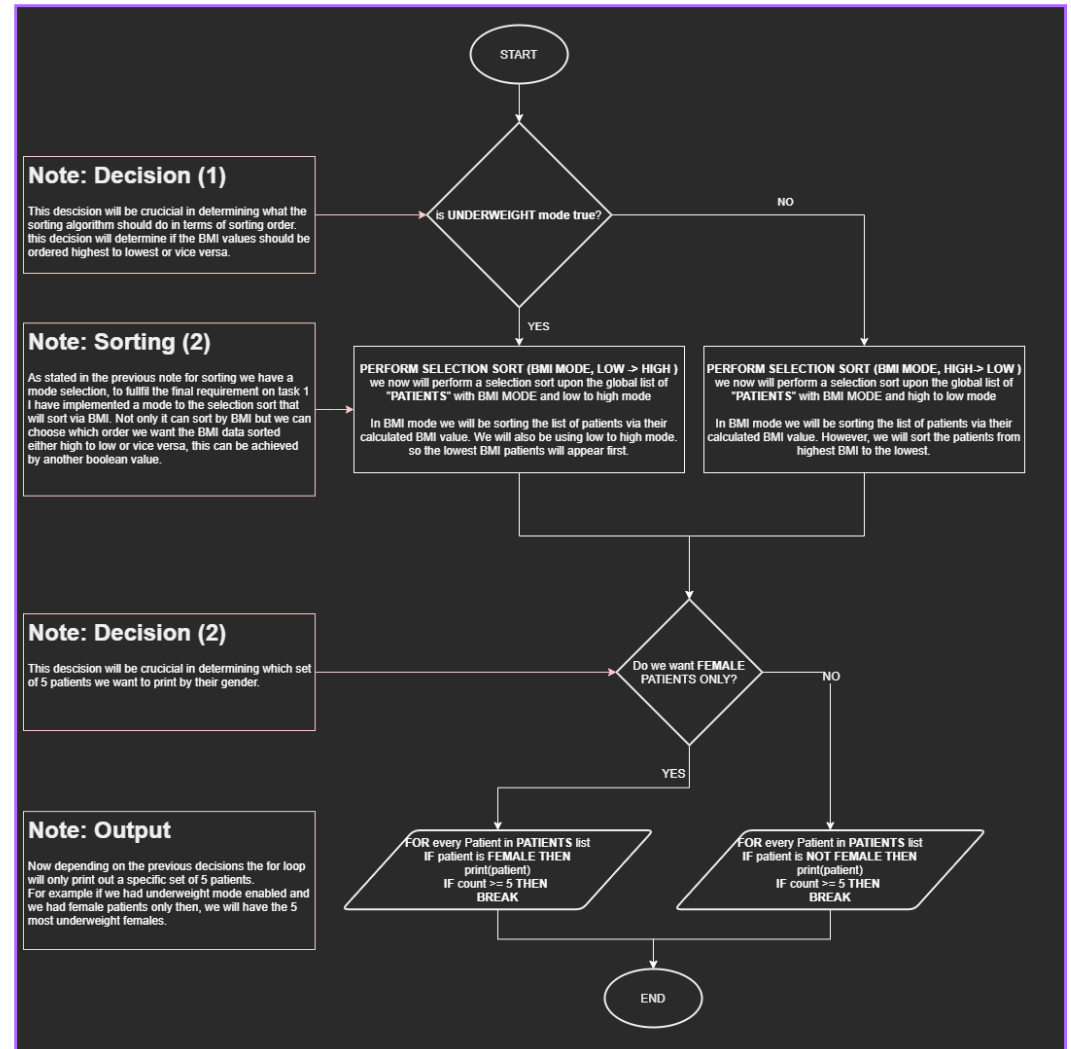 START
Note: Decision (1)
This descision will be crucicial in determining what the
sorting algorithm should do in terms of sorting order.
this decision will determine if the BMI values should be
ordered highest to lowest or vice versa.
is UNDERWEIGHT mode true?
NO
YES
Note: Sorting (2)
As stated in the previous note for sorting we have a
mode selection, to fullfil the final requirement on task 1
I have implemented a mode to the selection sort that
will sort via BMI. Not only it can sort by BMI but we can
choose which order we want the BMI data sorted
either high to low or vice versa, this can be achieved
by another boolean value.
PERFORM SELECTION SORT (BMI MODE, LOW -> HIGH )
we now will perform a selection sort upon the global list of
"PATIENTS" with BMI MODE and low to high mode
In BMI mode we will be sorting the list of patients via their
calculated BMI value. We will also be using low to high mode.
so the lowest BMI patients will appear first.
PERFORM SELECTION SORT (BMI MODE, HIGH-> LOW )
we now will perform a selection sort upon the global list of
"PATIENTS" with BMI MODE and high to low mode
In BMI mode we will be sorting the list of patients via their
calculated BMI value. However, we will sort the patients from
highest BMI to the lowest.
Note: Decision (2)
This descision will be crucicial in determining which set
of 5 patients we want to print by their gender.
Do we want FEMALE
PATIENTS ONLY?
NO
YES
Note: Output
Now depending on the previous decisions the for loop
will only print out a specific set of 5 patients.
For example if we had underweight mode enabled and
we had female patients only then, we will have the 5
most underweight females.
FOR every Patient in PATIENTS list
IF patient is FEMALE THEN
print(patient)
IF count >= 5 THEN
BREAK
FOR every Patient in PATIENTS list
IF patient is NOT FEMALE THEN
print(patient)
IF count >= 5 THEN
BREAK
END